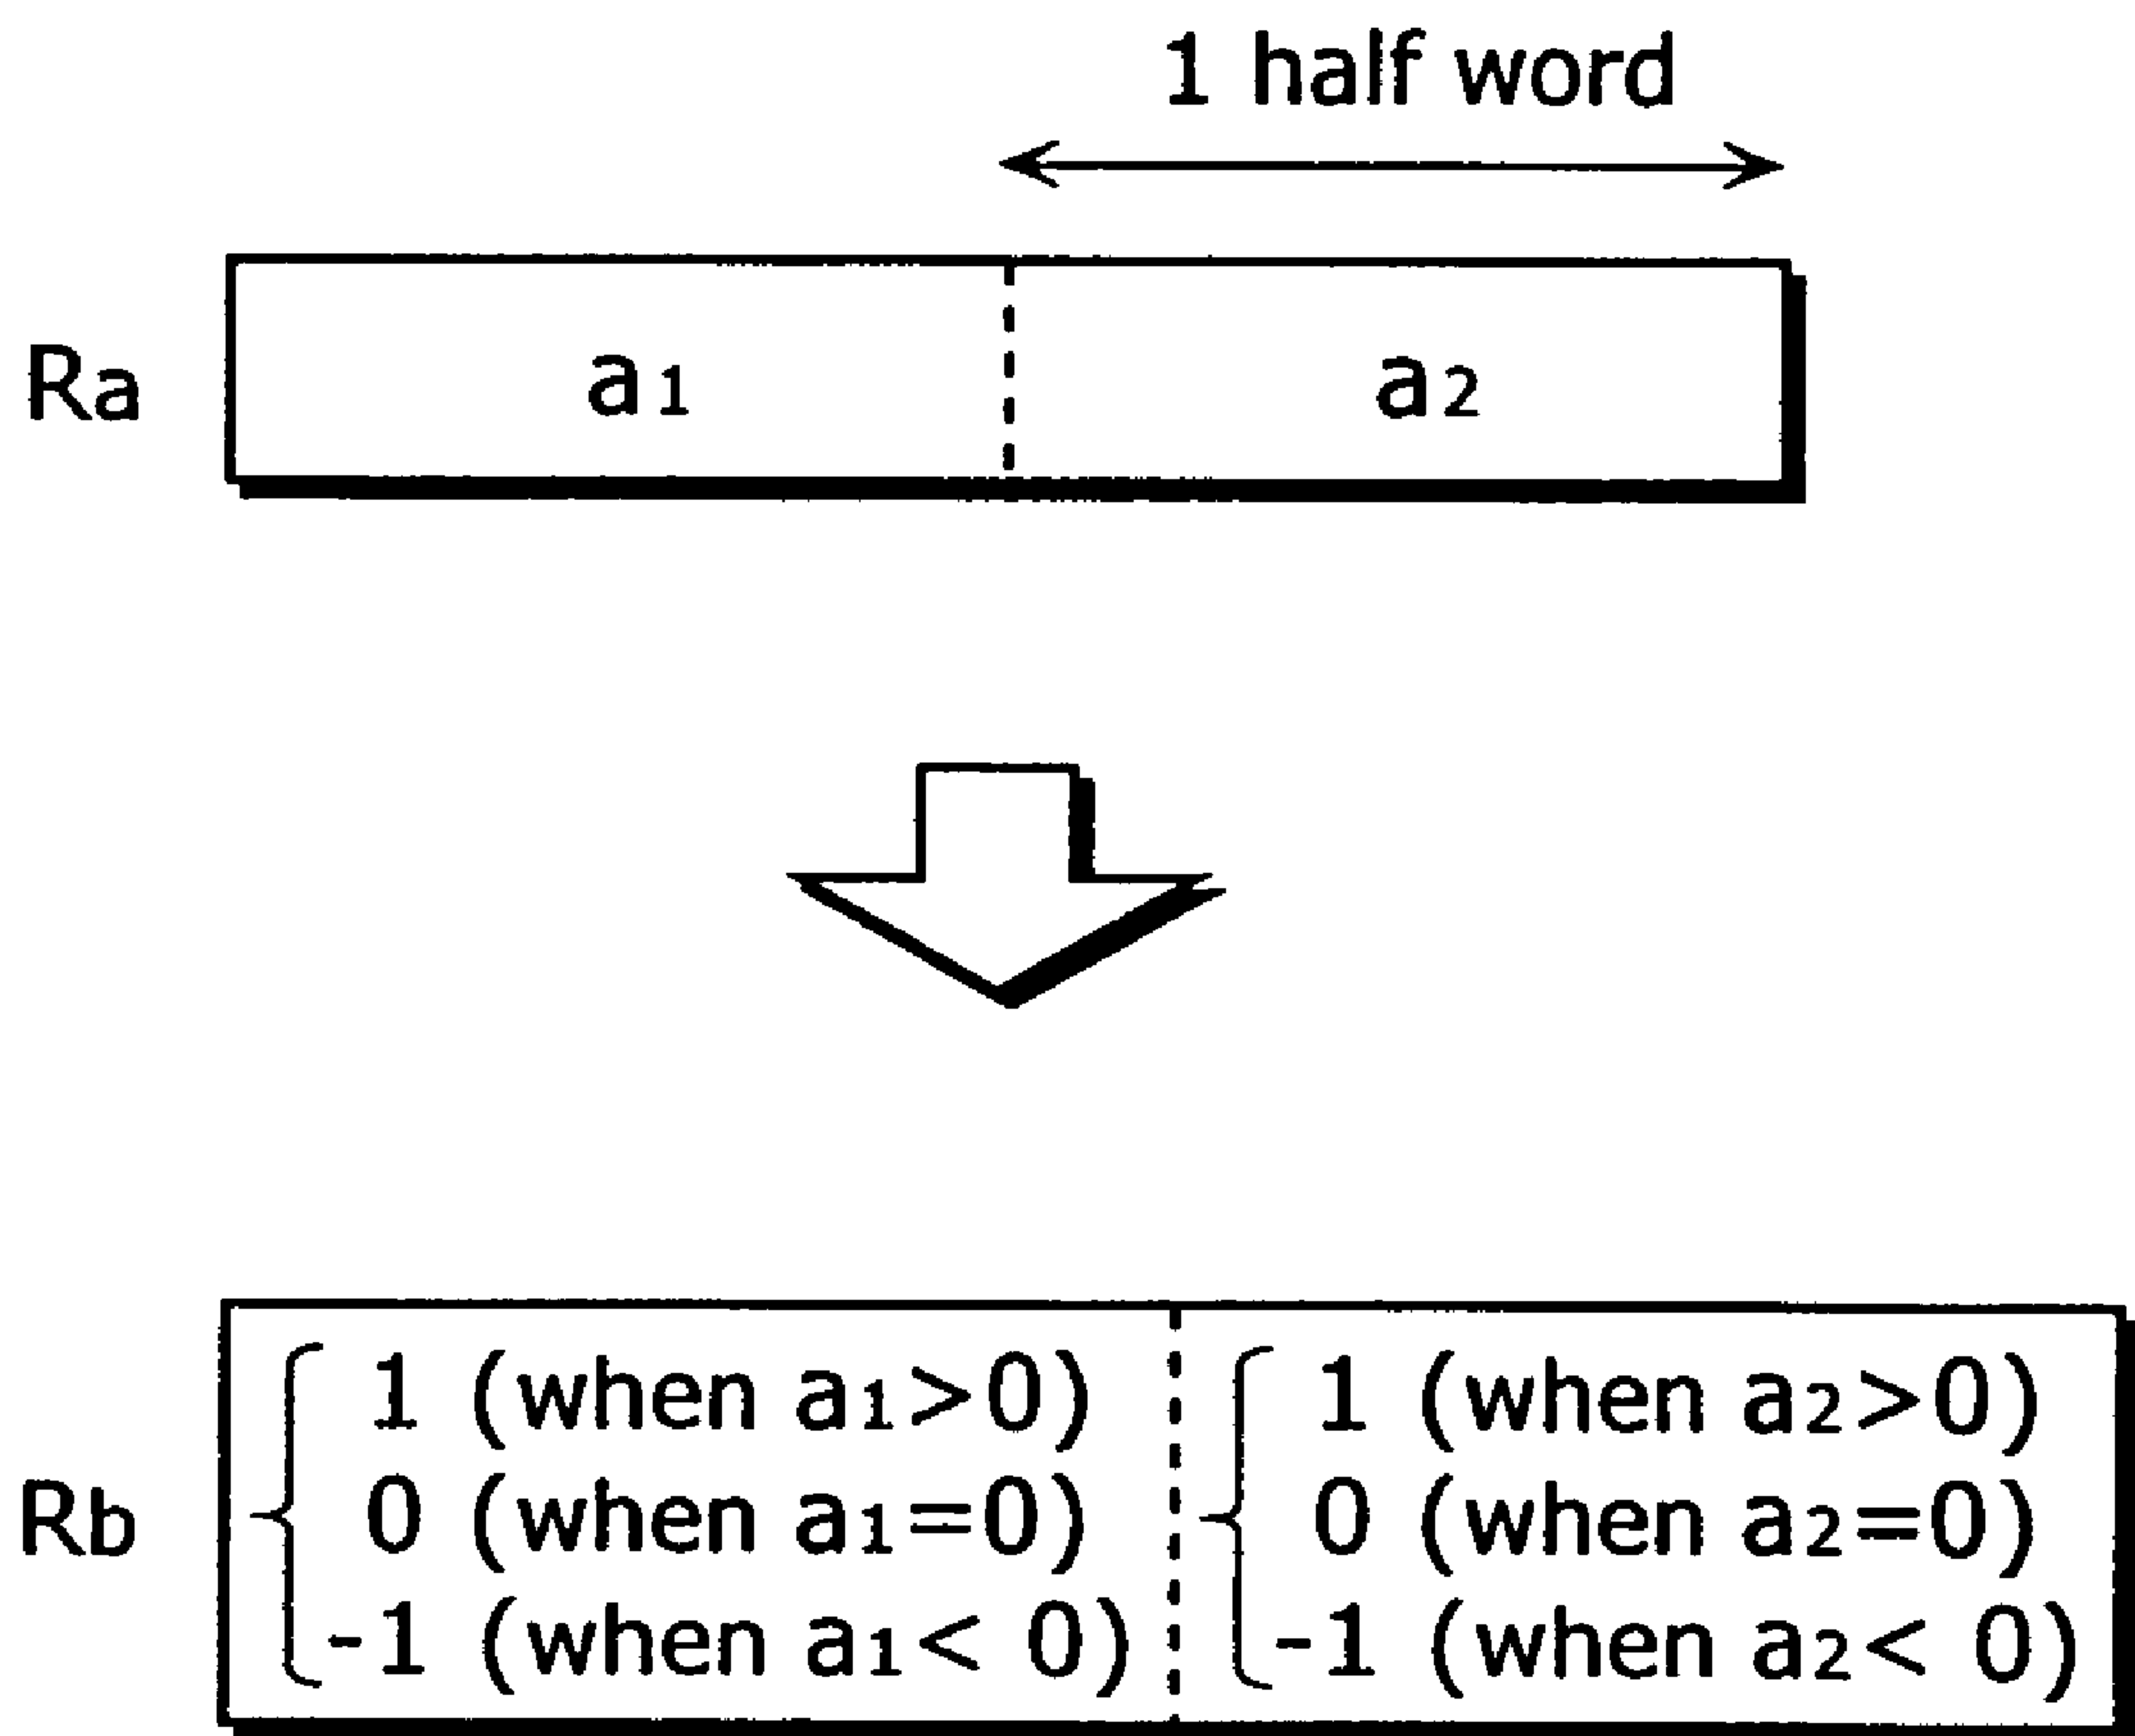 1 half word
Ra a1 a2
1 (when a1>0) 1 (when a2>0)
Rb 0 (when a1=0) 0 (when a2=0)
-1 (when a1< 0) -1 (when a2< 0)